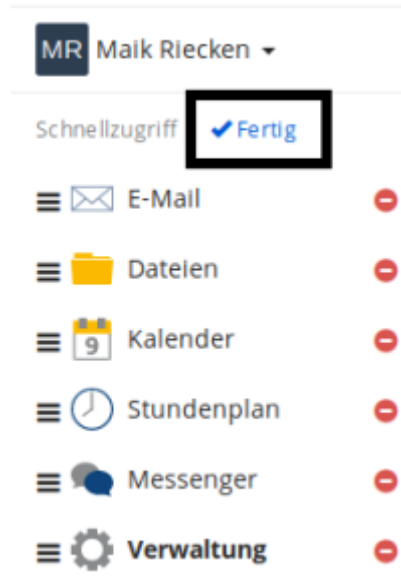 MR Maik Riecken
Schnellzugriff Fertig
E-Mail
Dateien
9 Kalender
Stundenplan
Messenger
Verwaltung